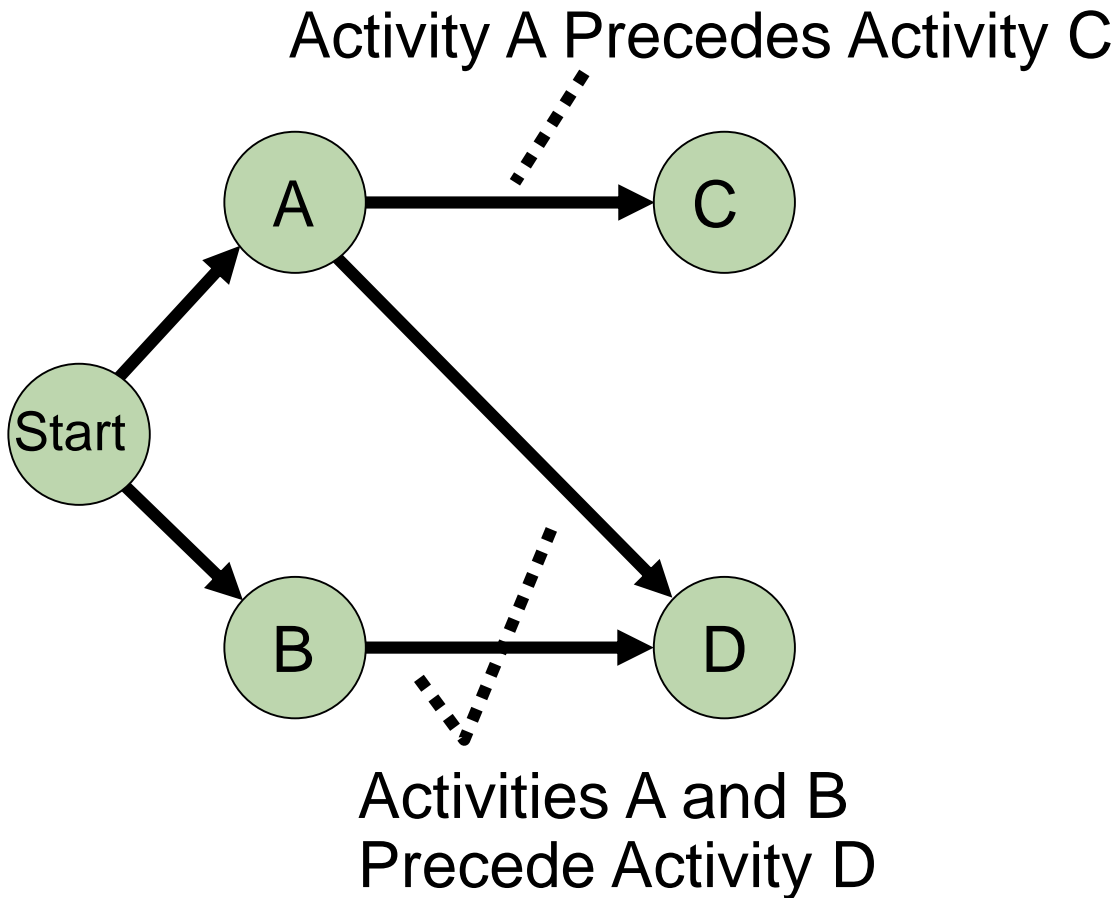 Activity A Precedes Activity C
A
C
Start
B
D
Activities A and B
Precede Activity D